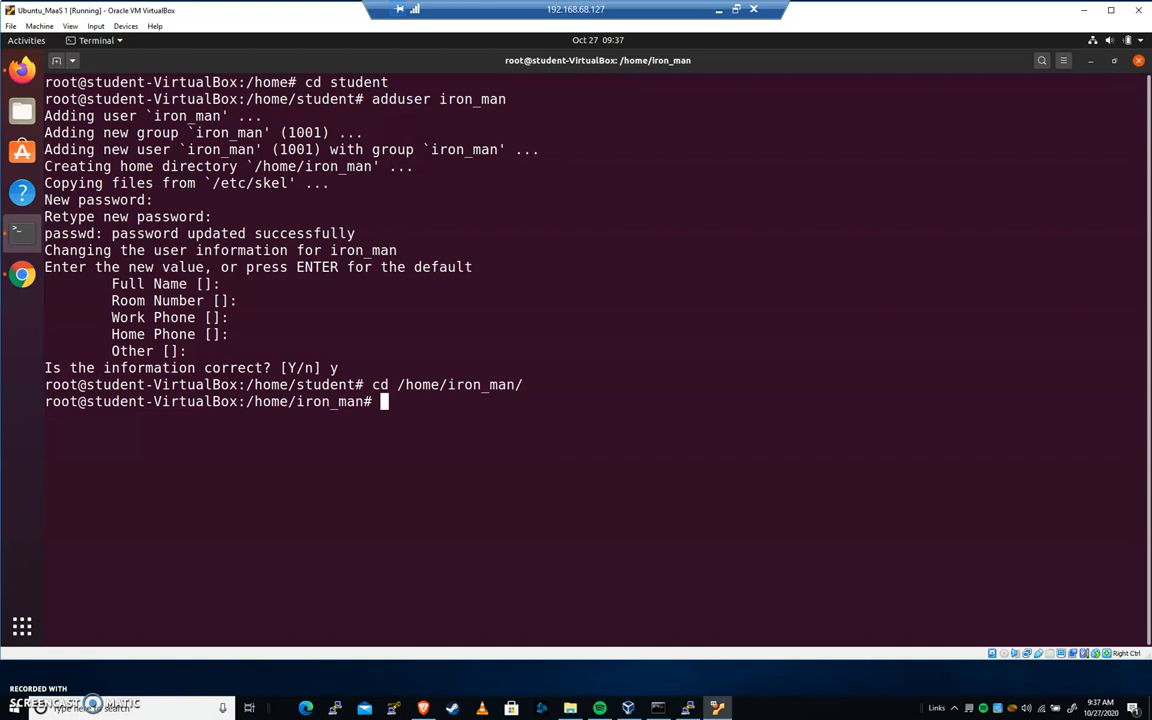 Ubuntu_MaaS 1 [Running] - Oracle VM VirtualBox
192.168.68.127
File Machine View Input Devices Help
Activities Terminal Oct 27 09:37
root@student-VirtualBox: /home/iron_man
root@student-VirtualBox:/home# cd student
root@student-VirtualBox:/home/student# adduser iron_man
Adding user `iron_man' ...
Adding new group `iron_man' (1001) ...
Adding new user `iron_man' (1001) with group `iron_man' ...
Creating home directory `/home/iron_man' ...
Copying files from `/etc/skel' ...
New password:
Retype new password:
passwd: password updated successfully
Changing the user information for iron_man
Enter the new value, or press ENTER for the default
Full Name []:
Room Number []:
Work Phone []:
Home Phone []:
Other []:
Is the information correct? [Y/n] y
root@student-VirtualBox:/home/student# cd /home/iron_man/
root@student-VirtualBox:/home/iron_man#
Right Ctrl
RECORDED WITH
SCREENCAST MATIC
Type here to search
Links
9:37 AM
10/27/2020